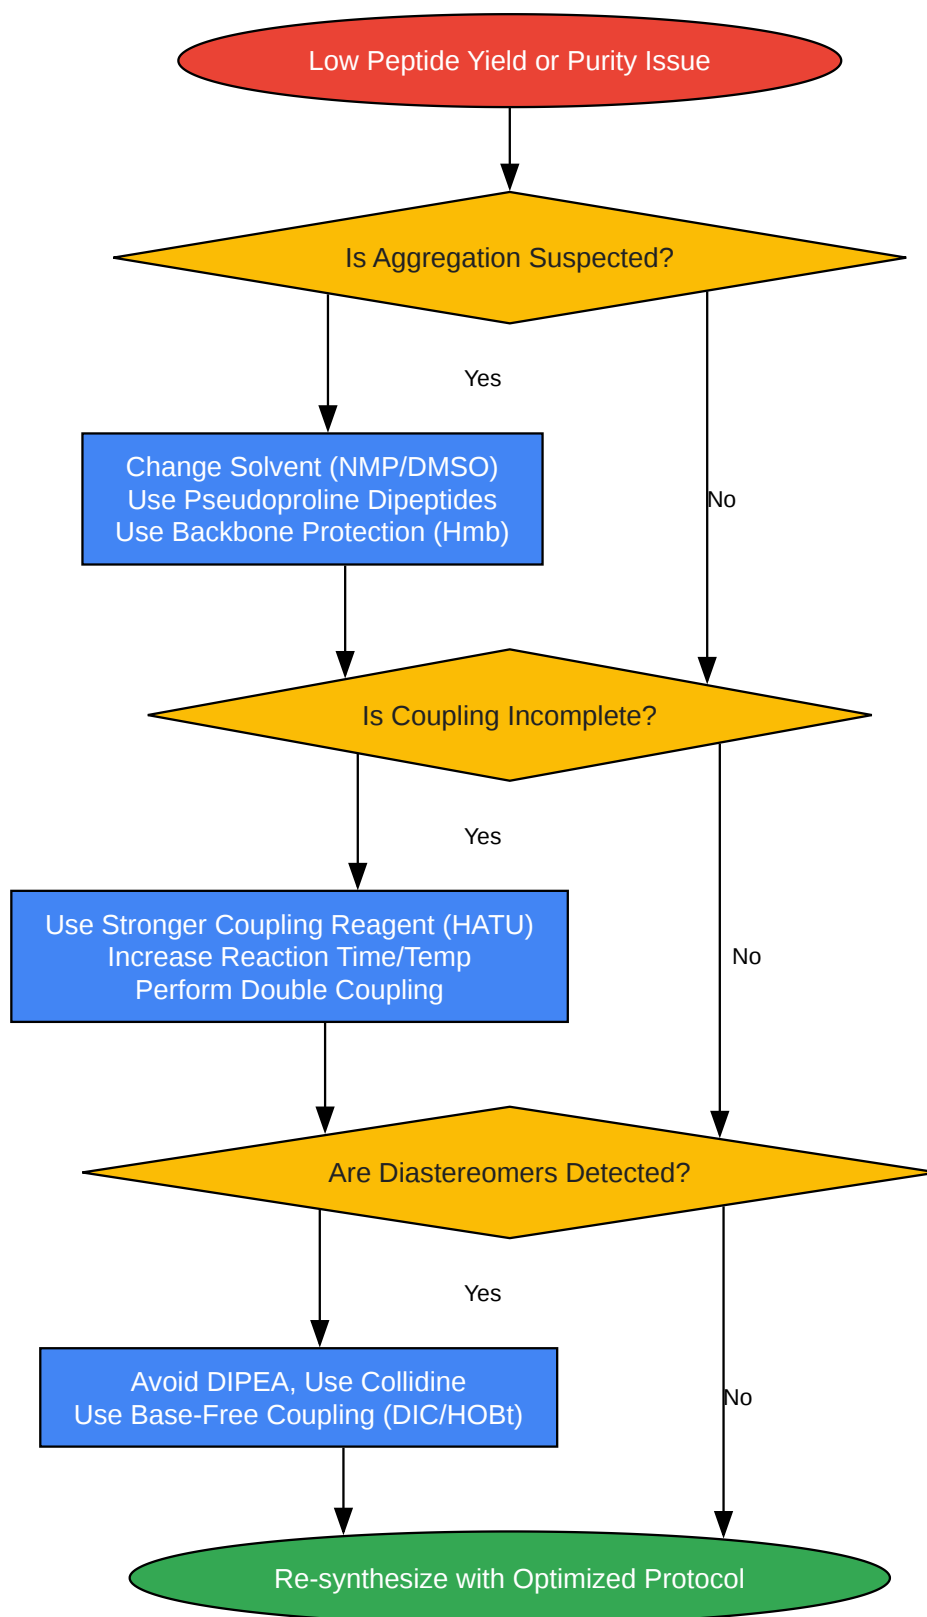 Low Peptide Yield or Purity Issue
Is Aggregation Suspected?
Yes
Change Solvent (NMP/DMSO)
Use Pseudoproline Dipeptides
Use Backbone Protection (Hmb)
No
Is Coupling Incomplete?
Yes
Use Stronger Coupling Reagent (HATU)
Increase Reaction Time/Temp
Perform Double Coupling
No
Are Diastereomers Detected?
Yes
Avoid DIPEA, Use Collidine
Use Base-Free Coupling (DIC/HOBt)
No
Re-synthesize with Optimized Protocol